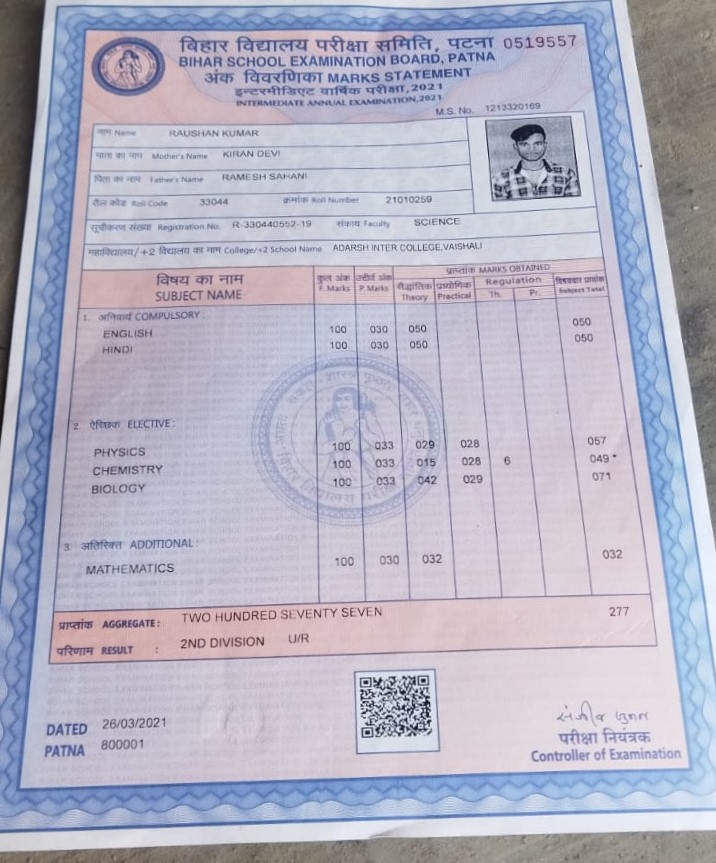 बिहार विद्यालय परीक्षा समिति, पटना 0519557
BIHAR SCHOOL EXAMINATION BOARD, PATNA
अंक विवरणिका MARKS STATEMENT
इन्टरमीडिएट वार्षिक परीक्षा, 2021
INTERMEDIATE ANNUAL EXAMINATION, 2021
M.S. No. 1213320169
नाम Name RAUSHAN KUMAR
माता का नाम Mother's Name KIRAN DEVI
पिता का नाम Father's Name RAMESH SAHANI
रौल कोड Roll Code 33044 क्रमांक Roll Number 21010259
सूचीकरण संख्या Registration No. R-330440552-19 संकाय Faculty SCIENCE
महाविद्यालय/+2 विद्यालय का नाम College/+2 School Name ADARSH INTER COLLEGE,VAISHALI
विषय का नाम SUBJECT NAME कुल अंक F. Marks उत्तीर्ण अंक P. Marks प्राप्तांक MARKS OBTAINED
सैद्धांतिक Theory प्रायोगिक Practical Regulation Th. Pr. विषयवार प्राप्तांक Subject Total
1. अनिवार्य COMPULSORY :
ENGLISH 100 030 050 050
HINDI 100 030 050 050
2. ऐच्छिक ELECTIVE :
PHYSICS 100 033 029 028 057
CHEMISTRY 100 033 015 028 6 049 *
BIOLOGY 100 033 042 029 071
3. अतिरिक्त ADDITIONAL :
MATHEMATICS 100 030 032 032
प्राप्तांक AGGREGATE : TWO HUNDRED SEVENTY SEVEN 277
परिणाम RESULT : 2ND DIVISION U/R
DATED 26/03/2021
PATNA 800001
परीक्षा नियंत्रक
Controller of Examination